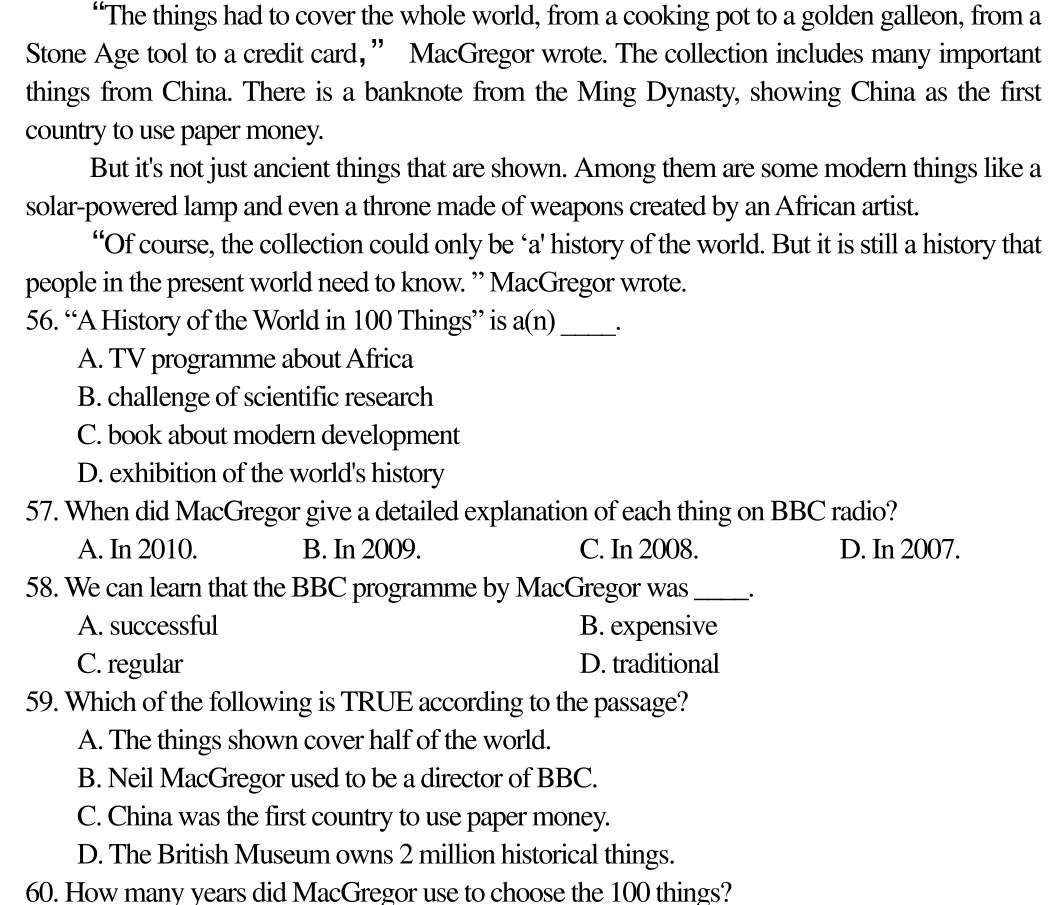 “The things had to cover the whole world, from a cooking pot to a golden galleon, from a
Stone Age tool to a credit card,” MacGregor wrote. The collection includes many important
things from China. There is a banknote from the Ming Dynasty, showing China as the first
country to use paper money.
But it's not just ancient things that are shown. Among them are some modern things like a
solar-powered lamp and even a throne made of weapons created by an African artist.
“Of course, the collection could only be ‘a' history of the world. But it is still a history that
people in the present world need to know. ” MacGregor wrote.
56. “A History of the World in 100 Things” is a(n) ____.
A. TV programme about Africa
B. challenge of scientific research
C. book about modern development
D. exhibition of the world's history
57. When did MacGregor give a detailed explanation of each thing on BBC radio?
A. In 2010. B. In 2009. C. In 2008. D. In 2007.
58. We can learn that the BBC programme by MacGregor was ____.
A. successful B. expensive
C. regular D. traditional
59. Which of the following is TRUE according to the passage?
A. The things shown cover half of the world.
B. Neil MacGregor used to be a director of BBC.
C. China was the first country to use paper money.
D. The British Museum owns 2 million historical things.
60. How many years did MacGregor use to choose the 100 things?